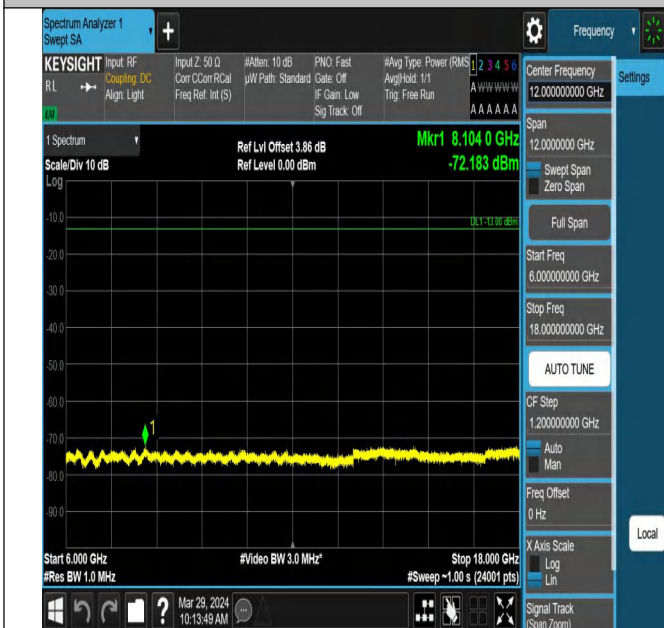 Spectrum Analyzer 1
Swept SA
Frequency
KEYSIGHT
RL
Input: RF
Coupling: DC
Align: Light
Input Z: 50 Ω
Corr CCorr RCal
Freq Ref: Int (S)
#Atten: 10 dB
µW Path: Standard
PNO: Fast
Gate: Off
IF Gain: Low
Sig Track: Off
#Avg Type: Power (RMS
Avg|Hold: 1/1
Trig: Free Run
1 2 3 4 5 6
A W W W W W
A A A A A A
1 Spectrum
Scale/Div 10 dB
Ref Lvl Offset 3.86 dB
Ref Level 0.00 dBm
Mkr1 8.104 0 GHz
-72.183 dBm
Log
DL1 -13.00 dBm
-10.0
-20.0
-30.0
-40.0
-50.0
-60.0
-70.0
-80.0
-90.0
1
Start 6.000 GHz
#Res BW 1.0 MHz
#Video BW 3.0 MHz*
Stop 18.000 GHz
#Sweep ~1.00 s (24001 pts)
?
Mar 29, 2024
10:13:49 AM
Center Frequency
12.000000000 GHz
Settings
Span
12.0000000 GHz
Swept Span
Zero Span
Full Span
Start Freq
6.000000000 GHz
Stop Freq
18.000000000 GHz
AUTO TUNE
CF Step
1.200000000 GHz
Auto
Man
Freq Offset
0 Hz
X Axis Scale
Log
Lin
Local
Signal Track
(Span Zoom)